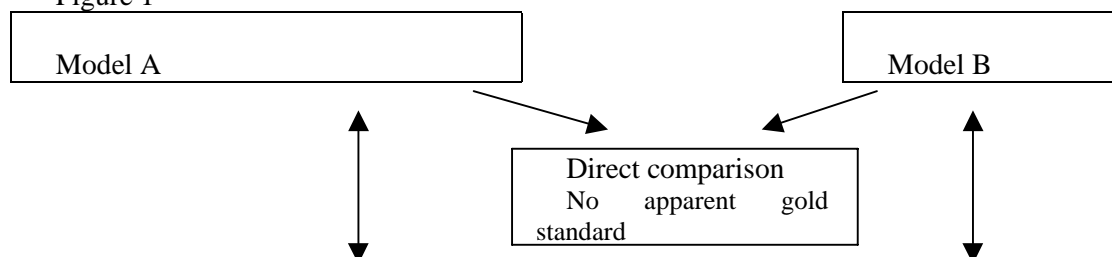 Figure 1
Model A
Model B
Direct comparison
No apparent gold
standard